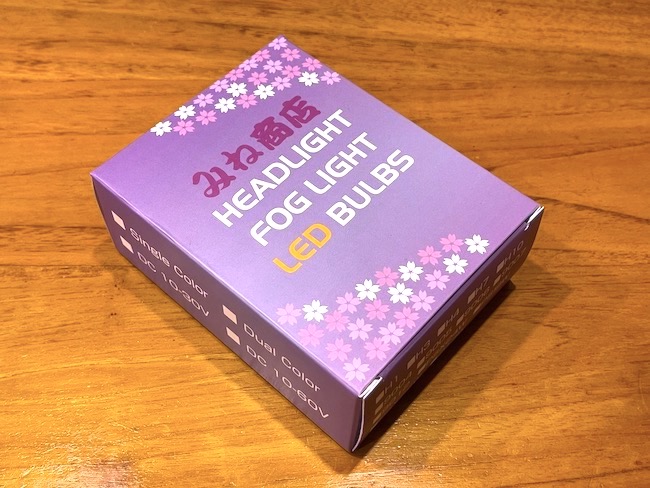 みね商店
HEADLIGHT
FOG LIGHT
LED BULBS
Single Color
DC 10-30V
Dual Color
DC 10-60V